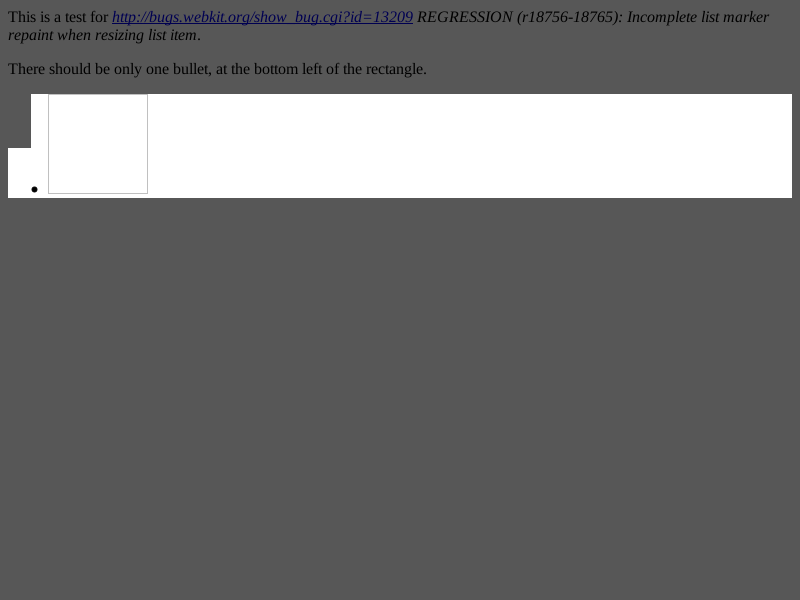 This is a test for http://bugs.webkit.org/show_bug.cgi?id=13209 REGRESSION (r18756-18765): Incomplete list marker
repaint when resizing list item.
There should be only one bullet, at the bottom left of the rectangle.